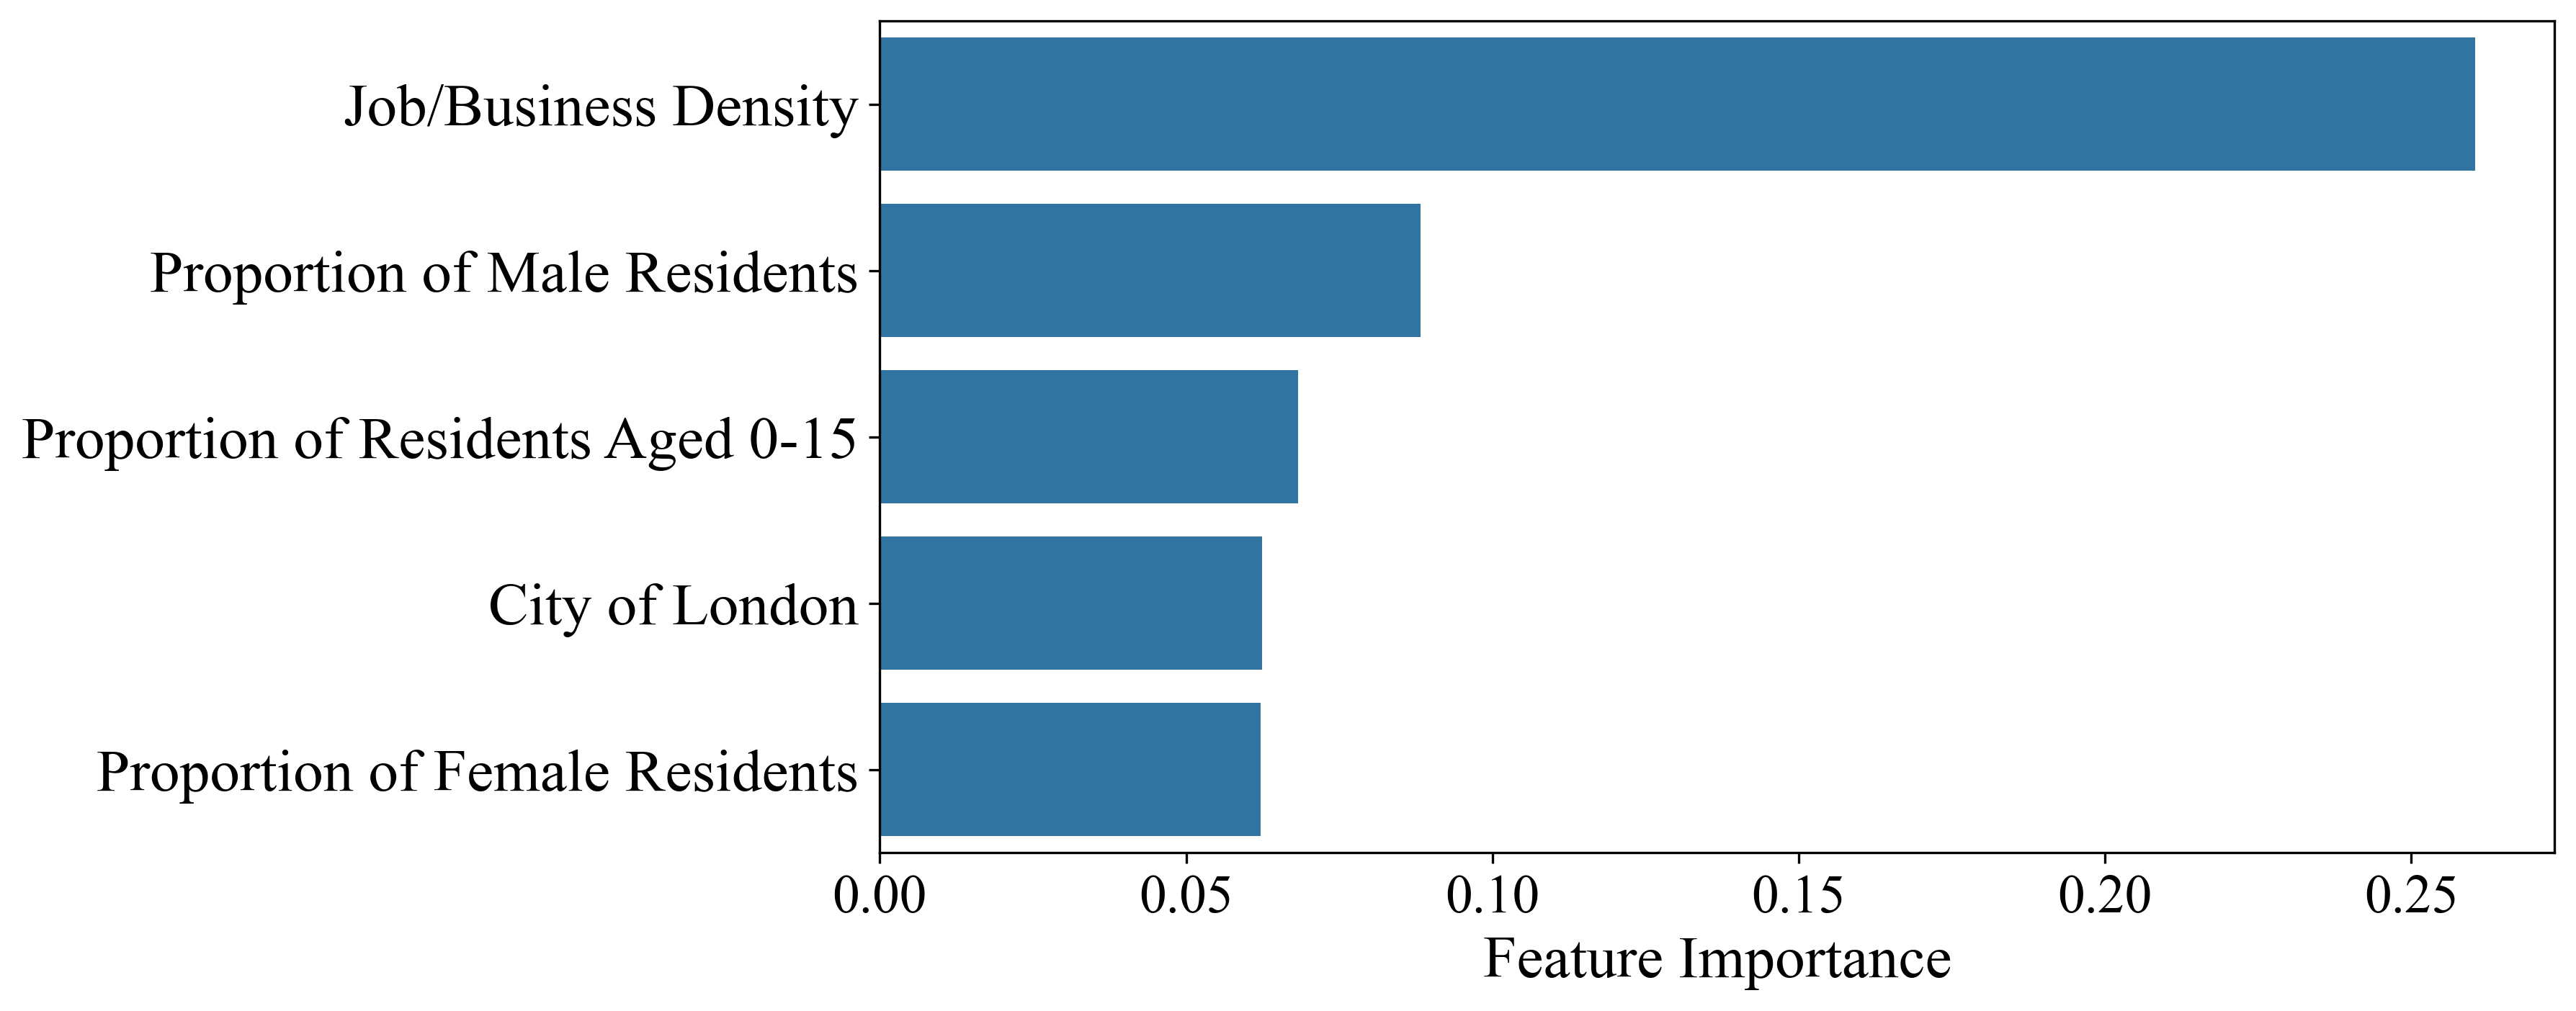 Job/Business Density
Proportion of Male Residents
Proportion of Residents Aged 0-15
City of London
Proportion of Female Residents
0.00 0.05 0.10 0.15 0.20 0.25
Feature Importance